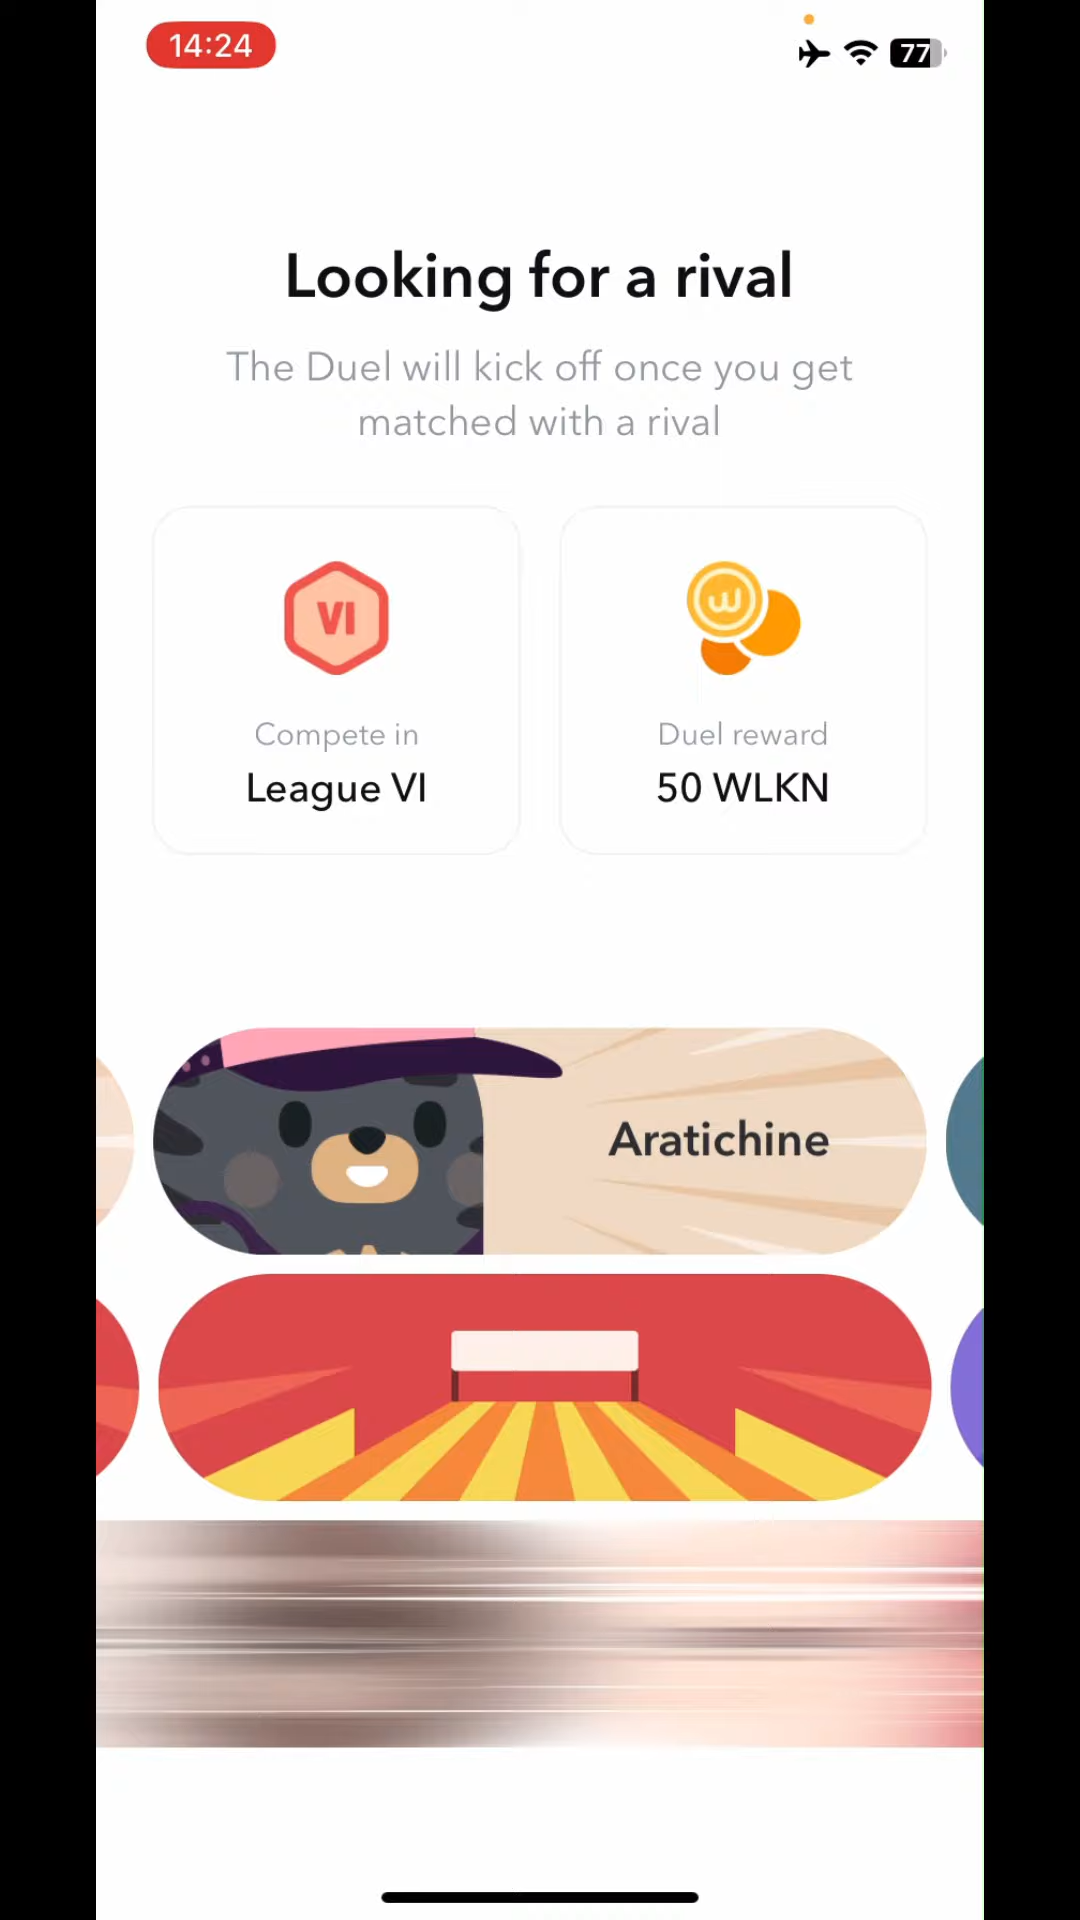 14:24
77
Looking for a rival
The Duel will kick off once you get
matched with a rival
VI
Compete in
League VI
Duel reward
50 WLKN
Aratichine